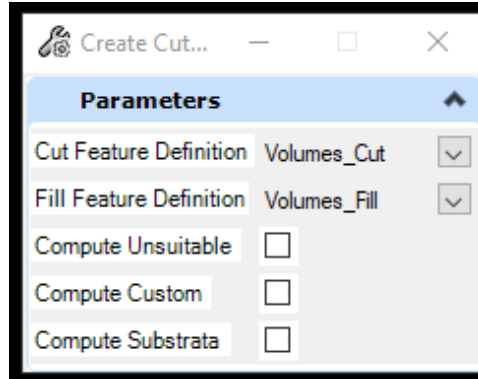 Create Cut...
Parameters
Cut Feature Definition Volumes_Cut
Fill Feature Definition Volumes_Fill
Compute Unsuitable
Compute Custom
Compute Substrata